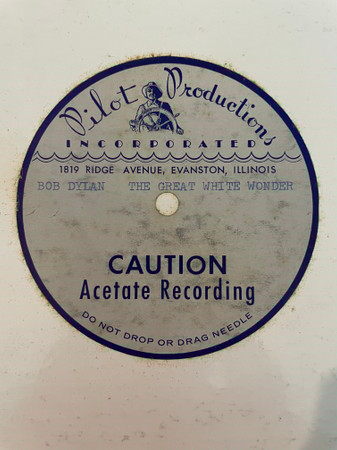 Pilot Productions
INCORPORATED
1819 RIDGE AVENUE, EVANSTON, ILLINOIS
BOB DYLAN THE GREAT WHITE WONDER
CAUTION
Acetate Recording
DO NOT DROP OR DRAG NEEDLE